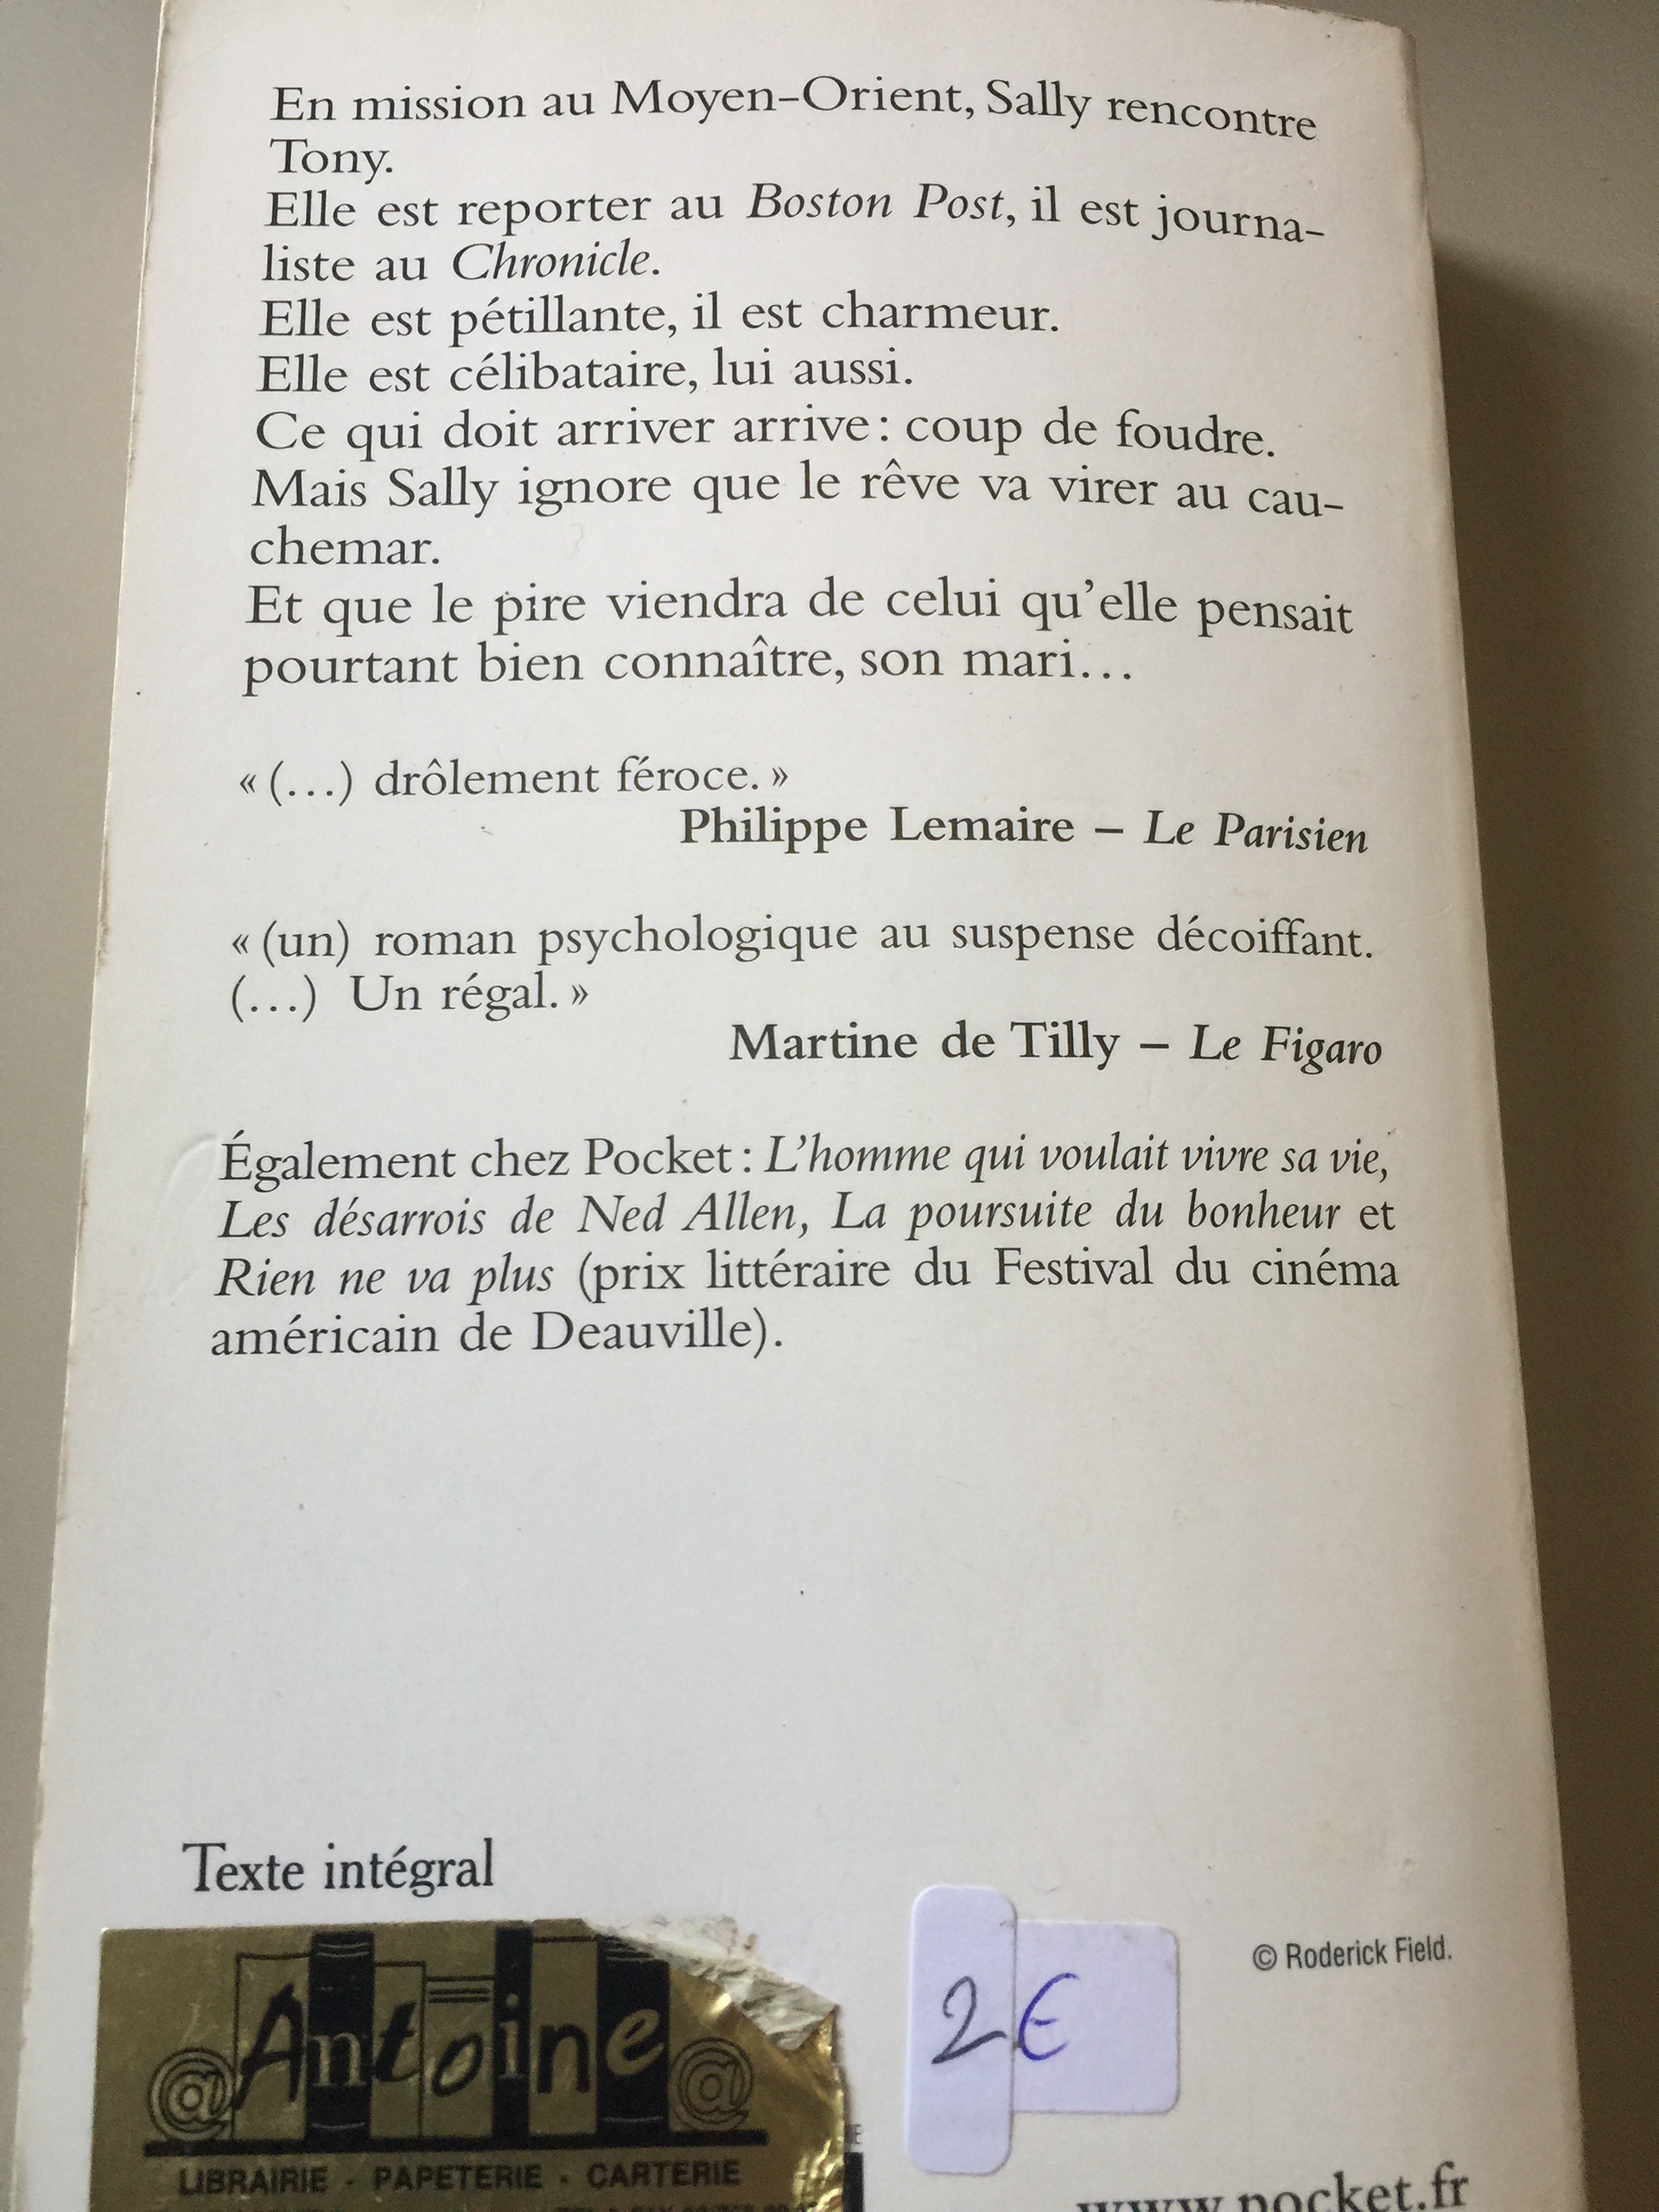 En mission au Moyen-Orient, Sally rencontre
Tony.
Elle est reporter au Boston Post, il est journa-
liste au Chronicle.
Elle est pétillante, il est charmeur.
Elle est célibataire, lui aussi.
Ce qui doit arriver arrive : coup de foudre.
Mais Sally ignore que le rêve va virer au cau-
chemar.
Et que le pire viendra de celui qu'elle pensait
pourtant bien connaître, son mari…
« (…) drôlement féroce. »
Philippe Lemaire – Le Parisien
« (un) roman psychologique au suspense décoiffant.
(…) Un régal. »
Martine de Tilly – Le Figaro
Également chez Pocket : L'homme qui voulait vivre sa vie,
Les désarrois de Ned Allen, La poursuite du bonheur et
Rien ne va plus (prix littéraire du Festival du cinéma
américain de Deauville).
Texte intégral
© Roderick Field.
@Antoine@
2€
LIBRAIRIE - PAPETERIE - CARTERIE
www.pocket.fr